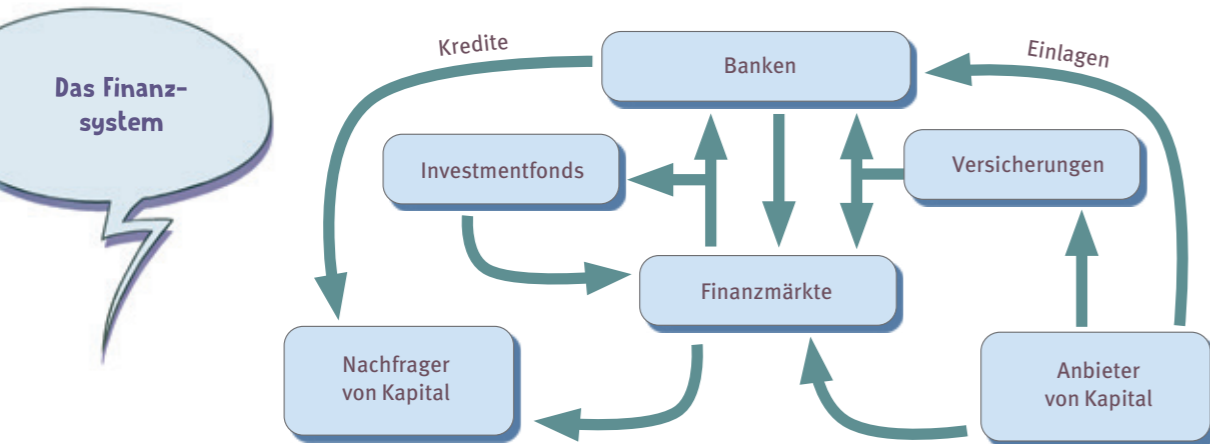 Das Finanz-
system
Kredite
Banken
Einlagen
Investmentfonds
Versicherungen
Finanzmärkte
Nachfrager
von Kapital
Anbieter
von Kapital